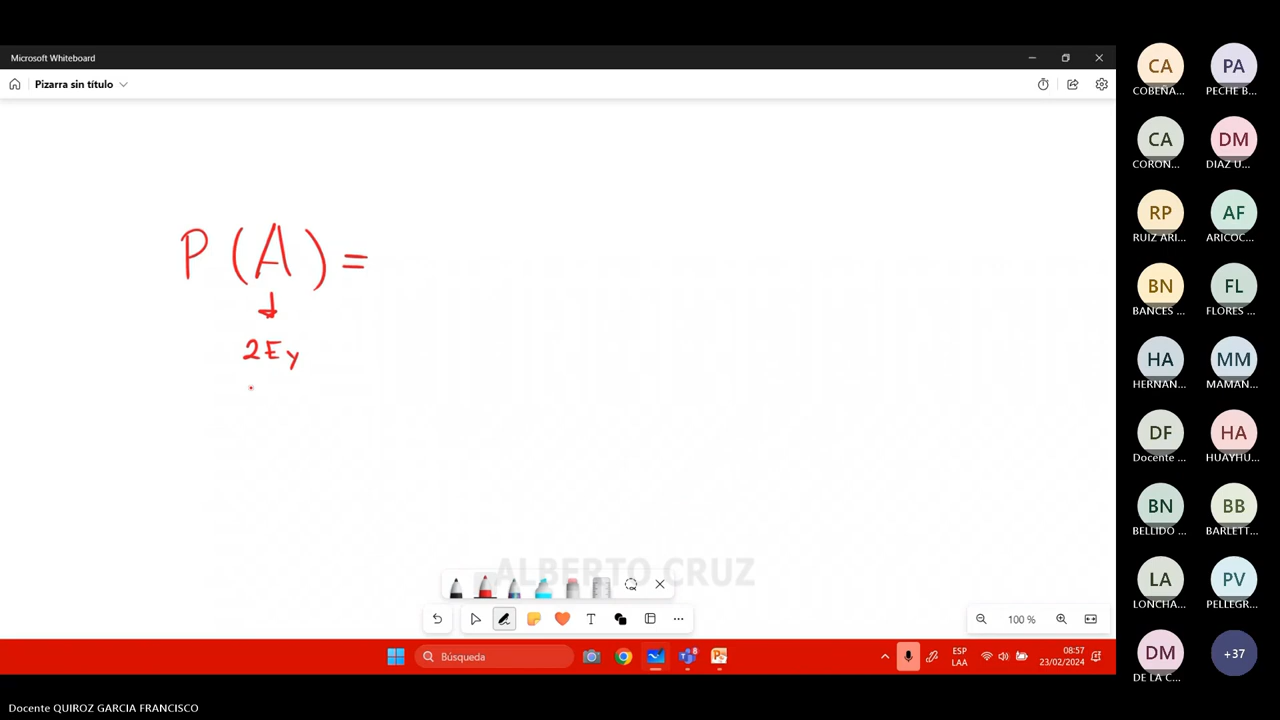 Microsoft Whiteboard
Pizarra sin título
P (A) =
2Ey
ALBERTO CRUZ
100 %
Búsqueda
8
ESP
LAA
08:57
23/02/2024
CA
COBEÑA...
PA
PECHE B...
CA
CORON...
DM
DIAZ U...
RP
RUIZ ARI...
AF
ARICOC...
BN
BANCES ...
FL
FLORES ...
HA
HERNÁN...
MM
MAMAN...
DF
Docente ...
HA
HUAYHU...
BN
BELLIDO ...
BB
BARLETT...
LA
LONCHA...
PV
PELLEGR...
DM
DE LA C...
+37
Docente QUIROZ GARCIA FRANCISCO